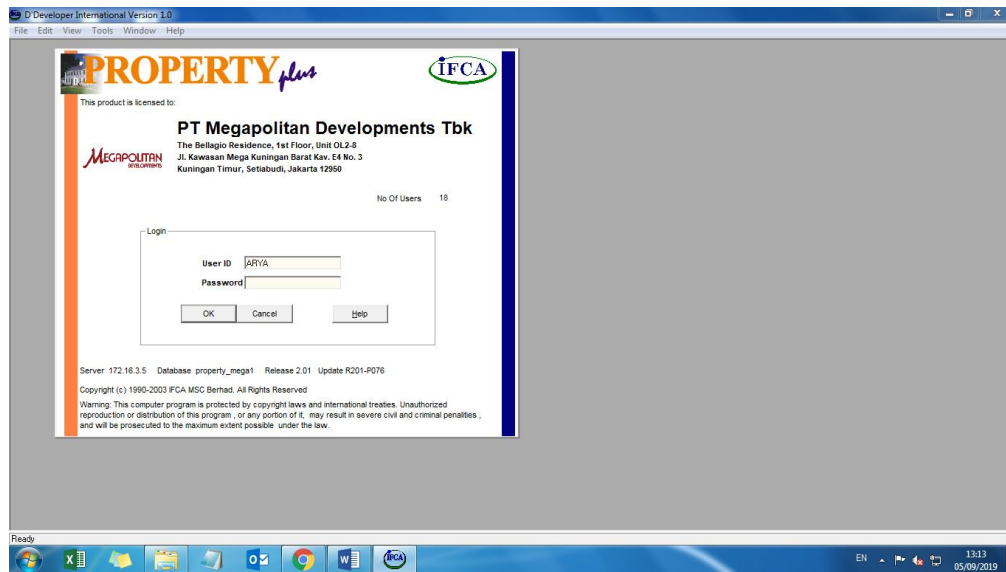 D'Developer International Version 1.0
File Edit View Tools Window Help
PROPERTY plus
IFCA
This product is licensed to:
PT Megapolitan Developments Tbk
The Bellagio Residence, 1st Floor, Unit OL2-8
MEGAPOLITAN
DEVELOPMENTS
Jl. Kawasan Mega Kuningan Barat Kav. E4 No. 3
Kuningan Timur, Setiabudi, Jakarta 12950
No Of Users 18
Login
User ID ARYA
Password
OK Cancel Help
Server 172.16.3.5 Database property_mega1 Release 2.01 Update R201-P076
Copyright (c) 1990-2003 IFCA MSC Berhad. All Rights Reserved
Warning: This computer program is protected by copyright laws and international treaties. Unauthorized
reproduction or distribution of this program , or any portion of it, may result in severe civil and criminal penalities ,
and will be prosecuted to the maximum extent possible under the law.
Ready
IFCA
EN 13:13
05/09/2019